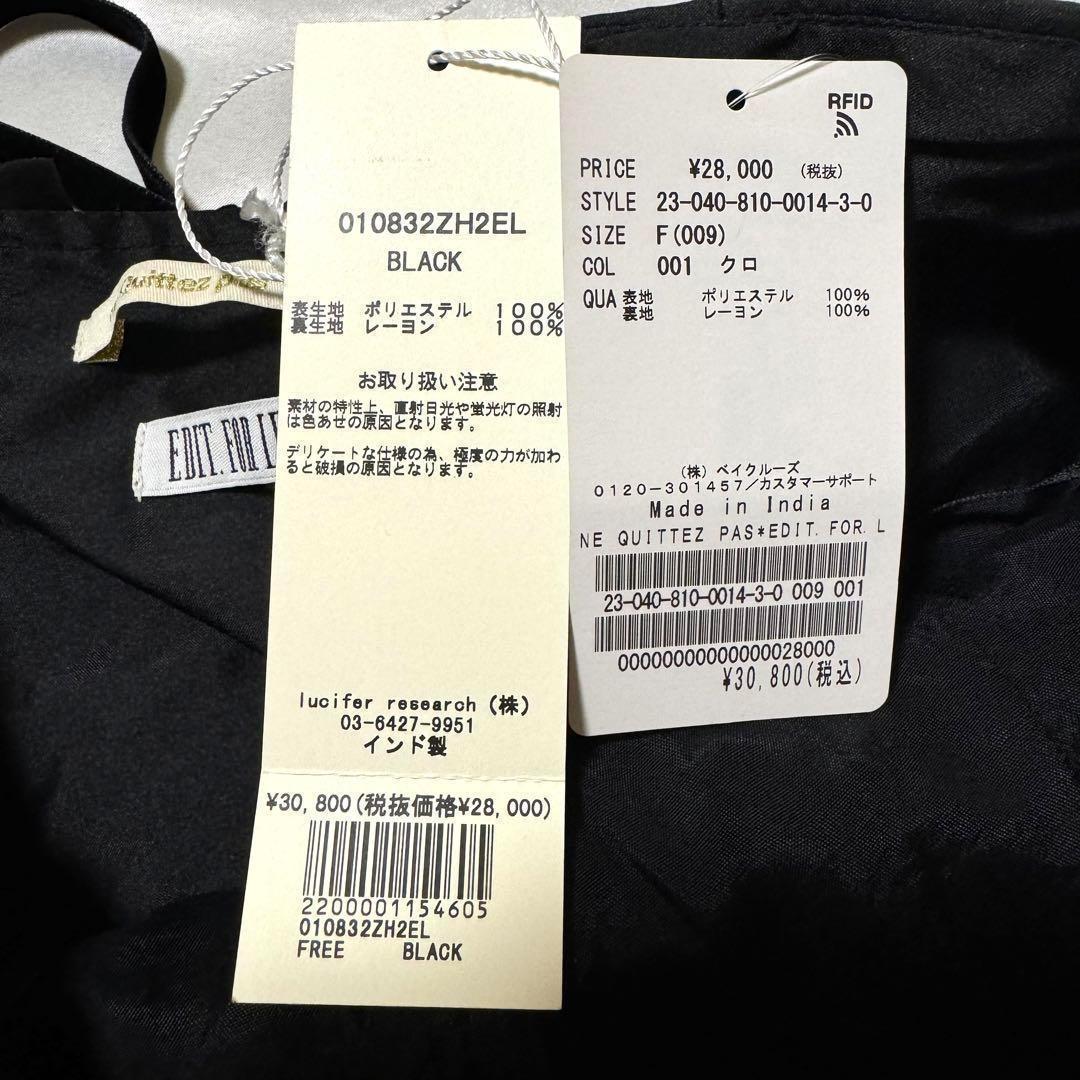 010832ZH2EL
BLACK
表生地 ポリエステル 100%
裏生地 レーヨン 100%
お取り扱い注意
素材の特性上、直射日光や蛍光灯の照射
は色あせの原因となります。
デリケートな仕様の為、極度の力が加わ
ると破損の原因となります。
lucifer research (株)
03-6427-9951
インド製
¥30,800(税抜価格¥28,000)
2200001154605
010832ZH2EL
FREE BLACK
RFID
PRICE ¥28,000 (税抜)
STYLE 23-040-810-0014-3-0
SIZE F(009)
COL 001 クロ
QUA 表地 ポリエステル 100%
裏地 レーヨン 100%
(株) ベイクルーズ
0120-301457/カスタマーサポート
Made in India
NE QUITTEZ PAS*EDIT.FOR.L
23-040-810-0014-3-0 009 001
00000000000000028000
¥30,800(税込)
EDIT. FOR